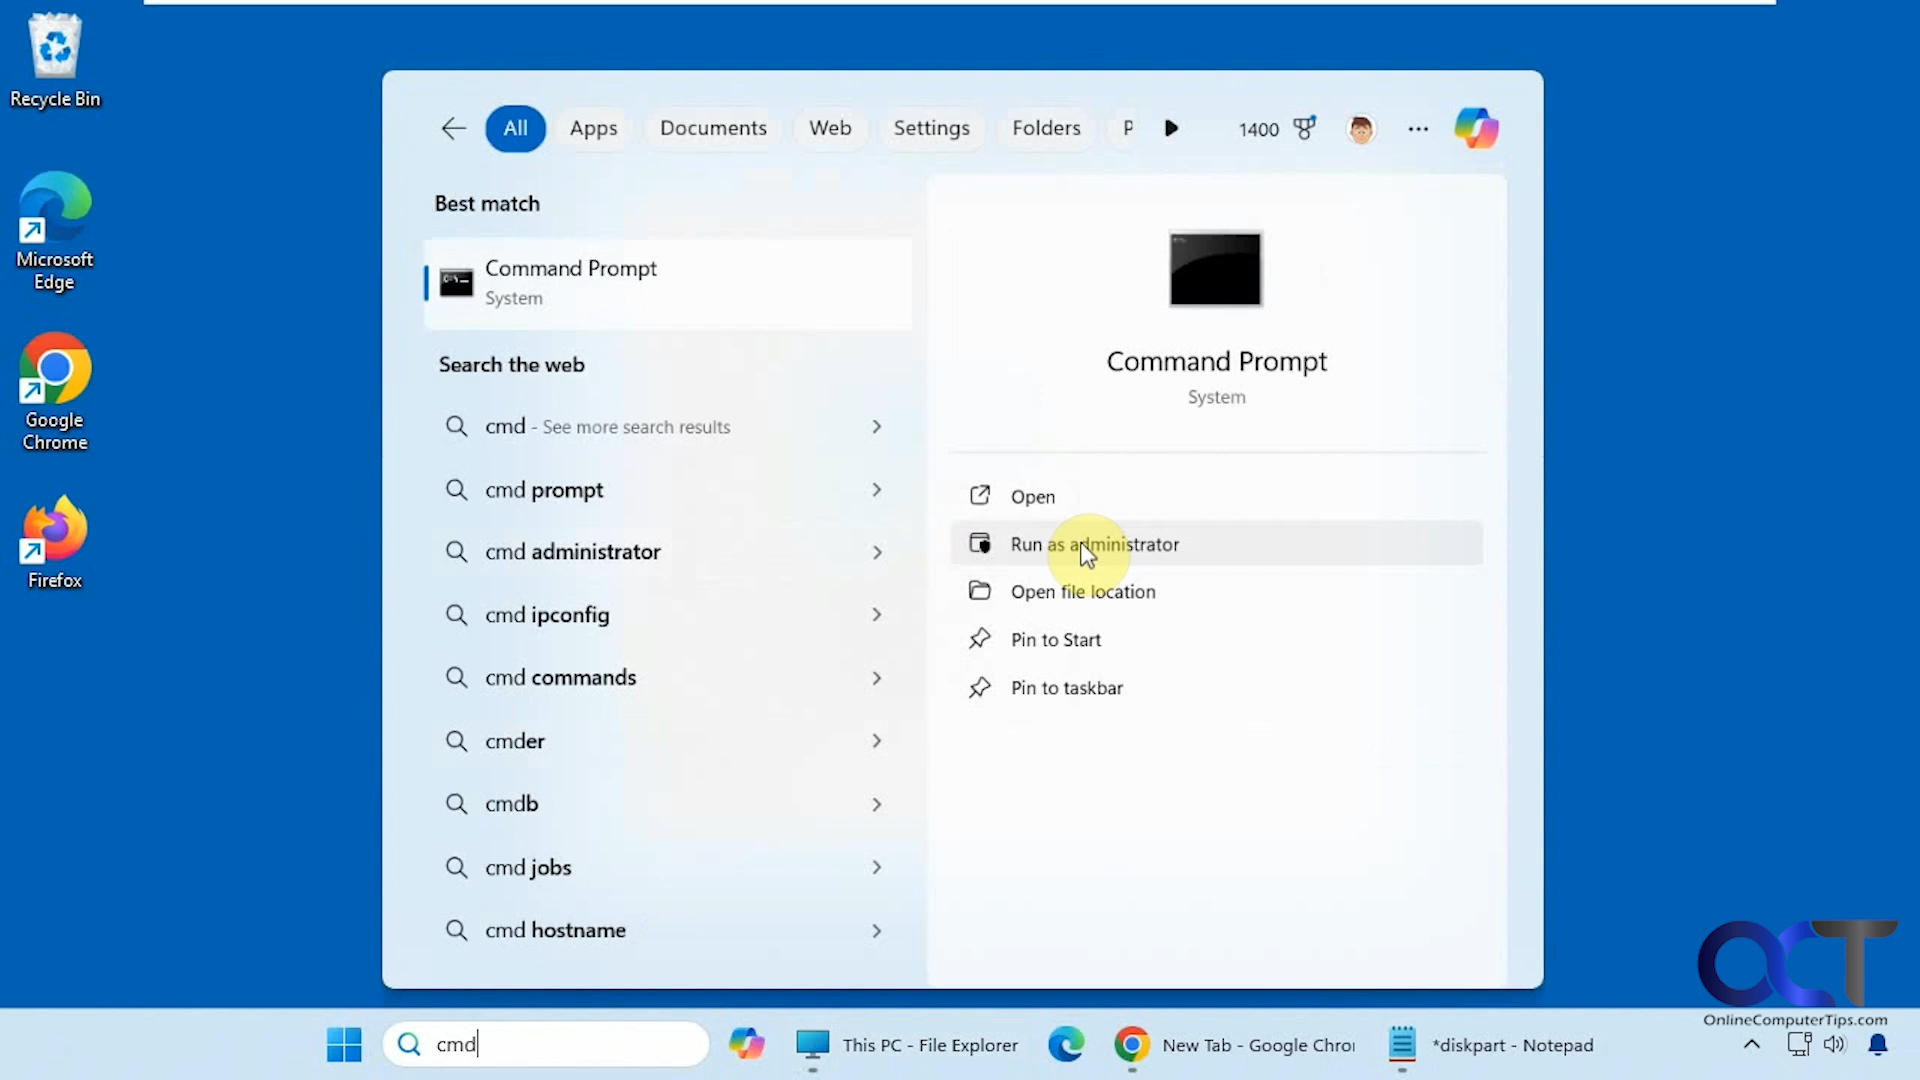 Recycle Bin
Microsoft
Edge
Google
Chrome
Firefox
All
Apps
Documents
Web
Settings
Folders
P
1400
Best match
Command Prompt
System
Search the web
cmd - See more search results
cmd prompt
cmd administrator
cmd ipconfig
cmd commands
cmder
cmdb
cmd jobs
cmd hostname
Command Prompt
System
Open
Run as administrator
Open file location
Pin to Start
Pin to taskbar
OCT
OnlineComputerTips.com
cmd
This PC - File Explorer
New Tab - Google Chro
*diskpart - Notepad